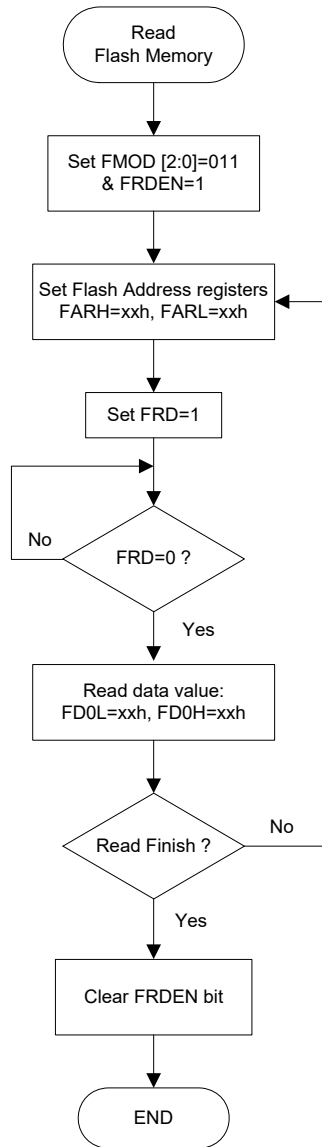 Read
Flash Memory
Set FMOD [2:0]=011
& FRDEN=1
Set Flash Address registers
FARH=xxh, FARL=xxh
Set FRD=1
No
FRD=0 ?
Yes
Read data value:
FD0L=xxh, FD0H=xxh
Read Finish ?
No
Yes
Clear FRDEN bit
END